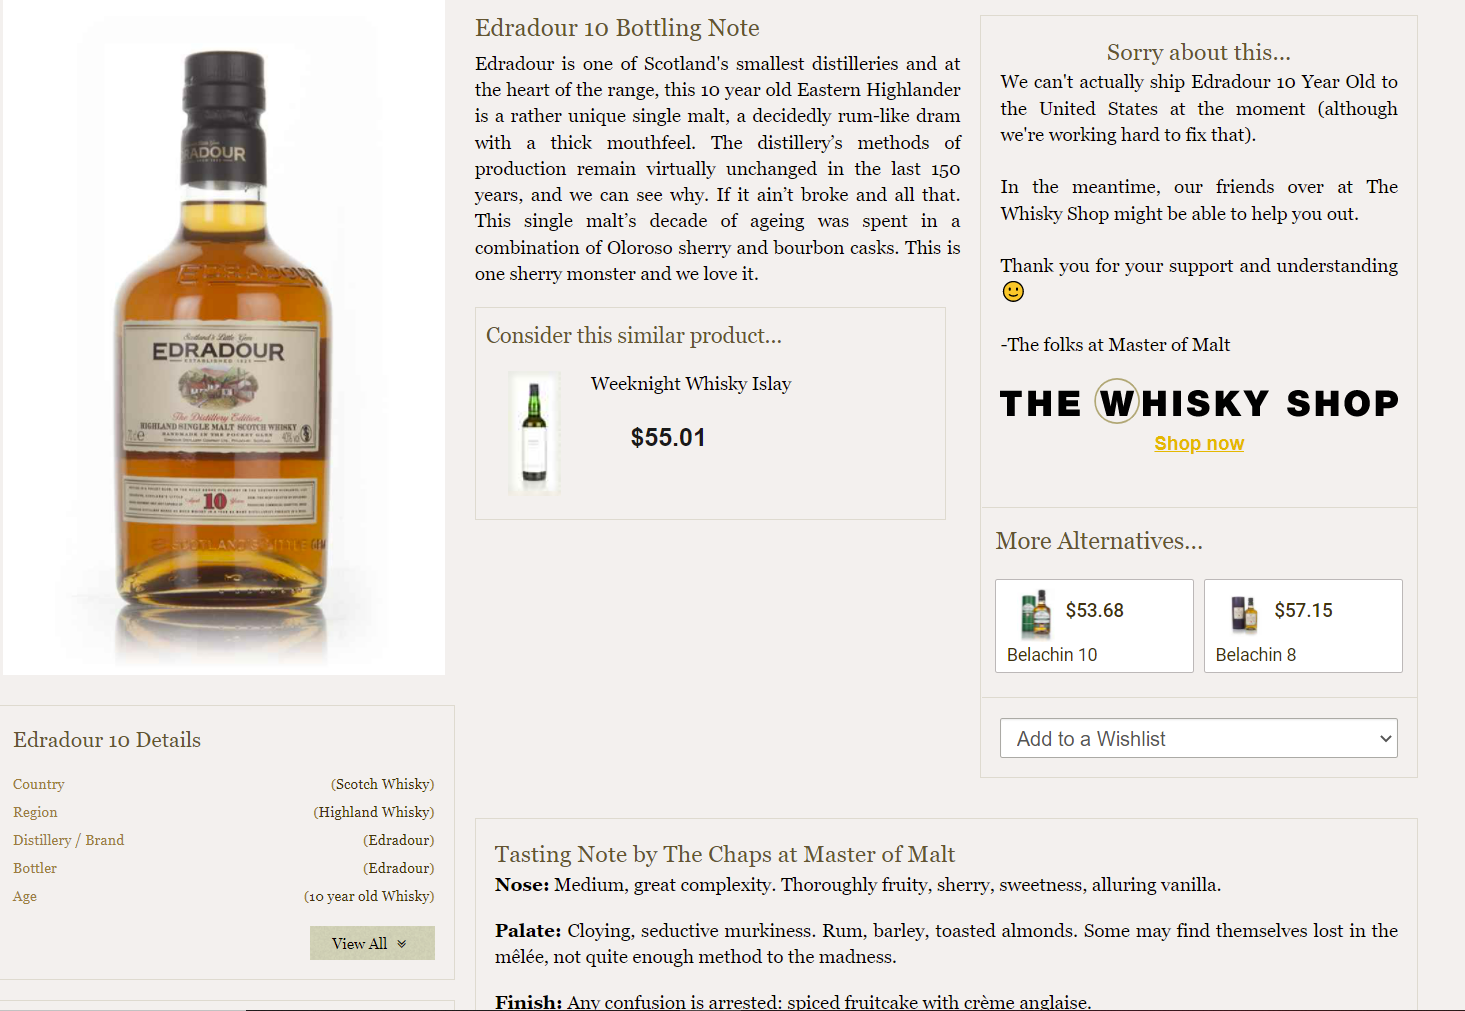 RADOUR
EDRADOUR
Scotland's Little Gem
EDRADOUR
ESTABLISHED 1825
The Distillery Edition
HIGHLAND SINGLE MALT SCOTCH WHISKY
HANDMADE IN THE POCKET GLEN
Aged 10 Years
SCOTLAND'S LITTLE GEM
Edradour 10 Details
Country (Scotch Whisky)
Region (Highland Whisky)
Distillery / Brand (Edradour)
Bottler (Edradour)
Age (10 year old Whisky)
View All
Edradour 10 Bottling Note
Edradour is one of Scotland's smallest distilleries and at
the heart of the range, this 10 year old Eastern Highlander
is a rather unique single malt, a decidedly rum-like dram
with a thick mouthfeel. The distillery’s methods of
production remain virtually unchanged in the last 150
years, and we can see why. If it ain’t broke and all that.
This single malt’s decade of ageing was spent in a
combination of Oloroso sherry and bourbon casks. This is
one sherry monster and we love it.
Consider this similar product...
Weeknight Whisky Islay
$55.01
Sorry about this...
We can't actually ship Edradour 10 Year Old to
the United States at the moment (although
we're working hard to fix that).
In the meantime, our friends over at The
Whisky Shop might be able to help you out.
Thank you for your support and understanding
-The folks at Master of Malt
THE WHISKY SHOP
Shop now
More Alternatives...
$53.68
Belachin 10
$57.15
Belachin 8
Add to a Wishlist
Tasting Note by The Chaps at Master of Malt
Nose: Medium, great complexity. Thoroughly fruity, sherry, sweetness, alluring vanilla.
Palate: Cloying, seductive murkiness. Rum, barley, toasted almonds. Some may find themselves lost in the
mêlée, not quite enough method to the madness.
Finish: Any confusion is arrested: spiced fruitcake with crème anglaise.